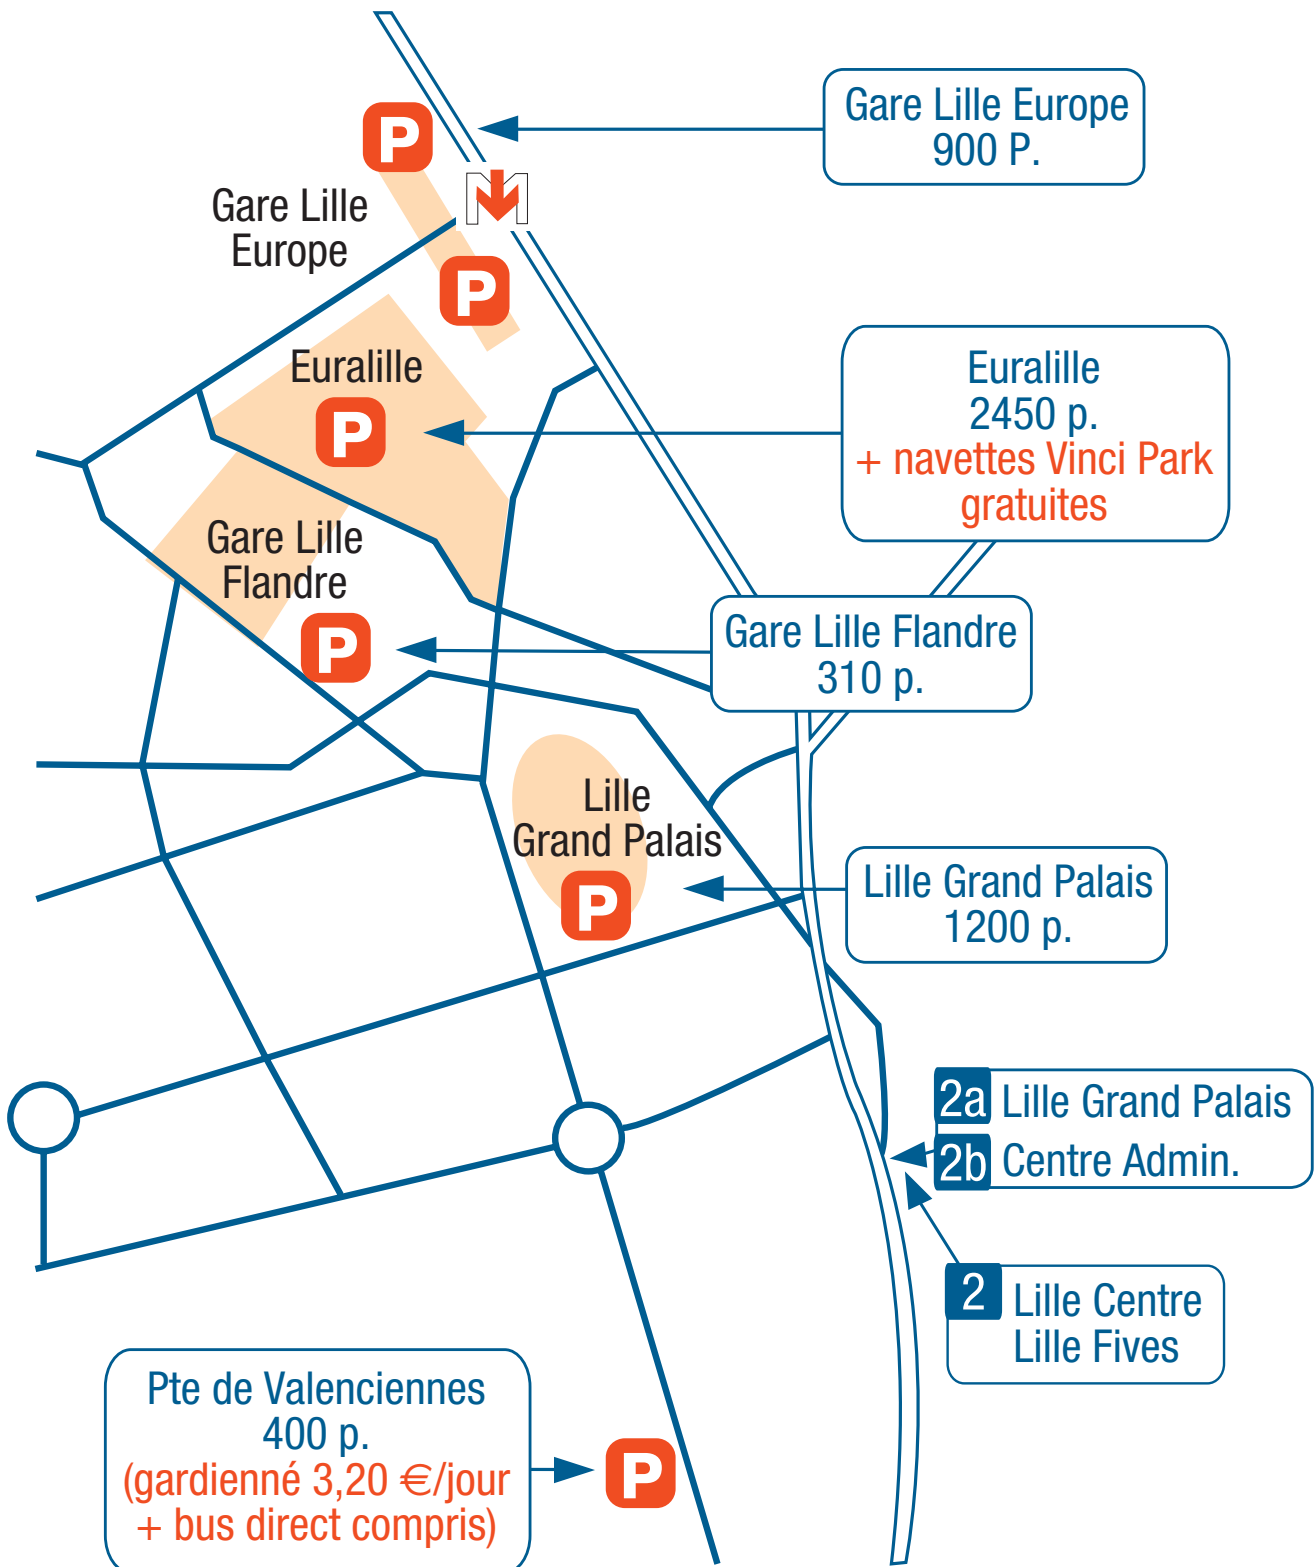 Gare Lille Europe
900 P.
P
M
Gare Lille
Europe
P
Euralille
P
Euralille
2450 p.
+ navettes Vinci Park
gratuites
Gare Lille
Flandre
P
Gare Lille Flandre
310 p.
Lille
Grand Palais
P
Lille Grand Palais
1200 p.
2a Lille Grand Palais
2b Centre Admin.
2 Lille Centre
Lille Fives
Pte de Valenciennes
400 p.
(gardienné 3,20 €/jour
+ bus direct compris)
P